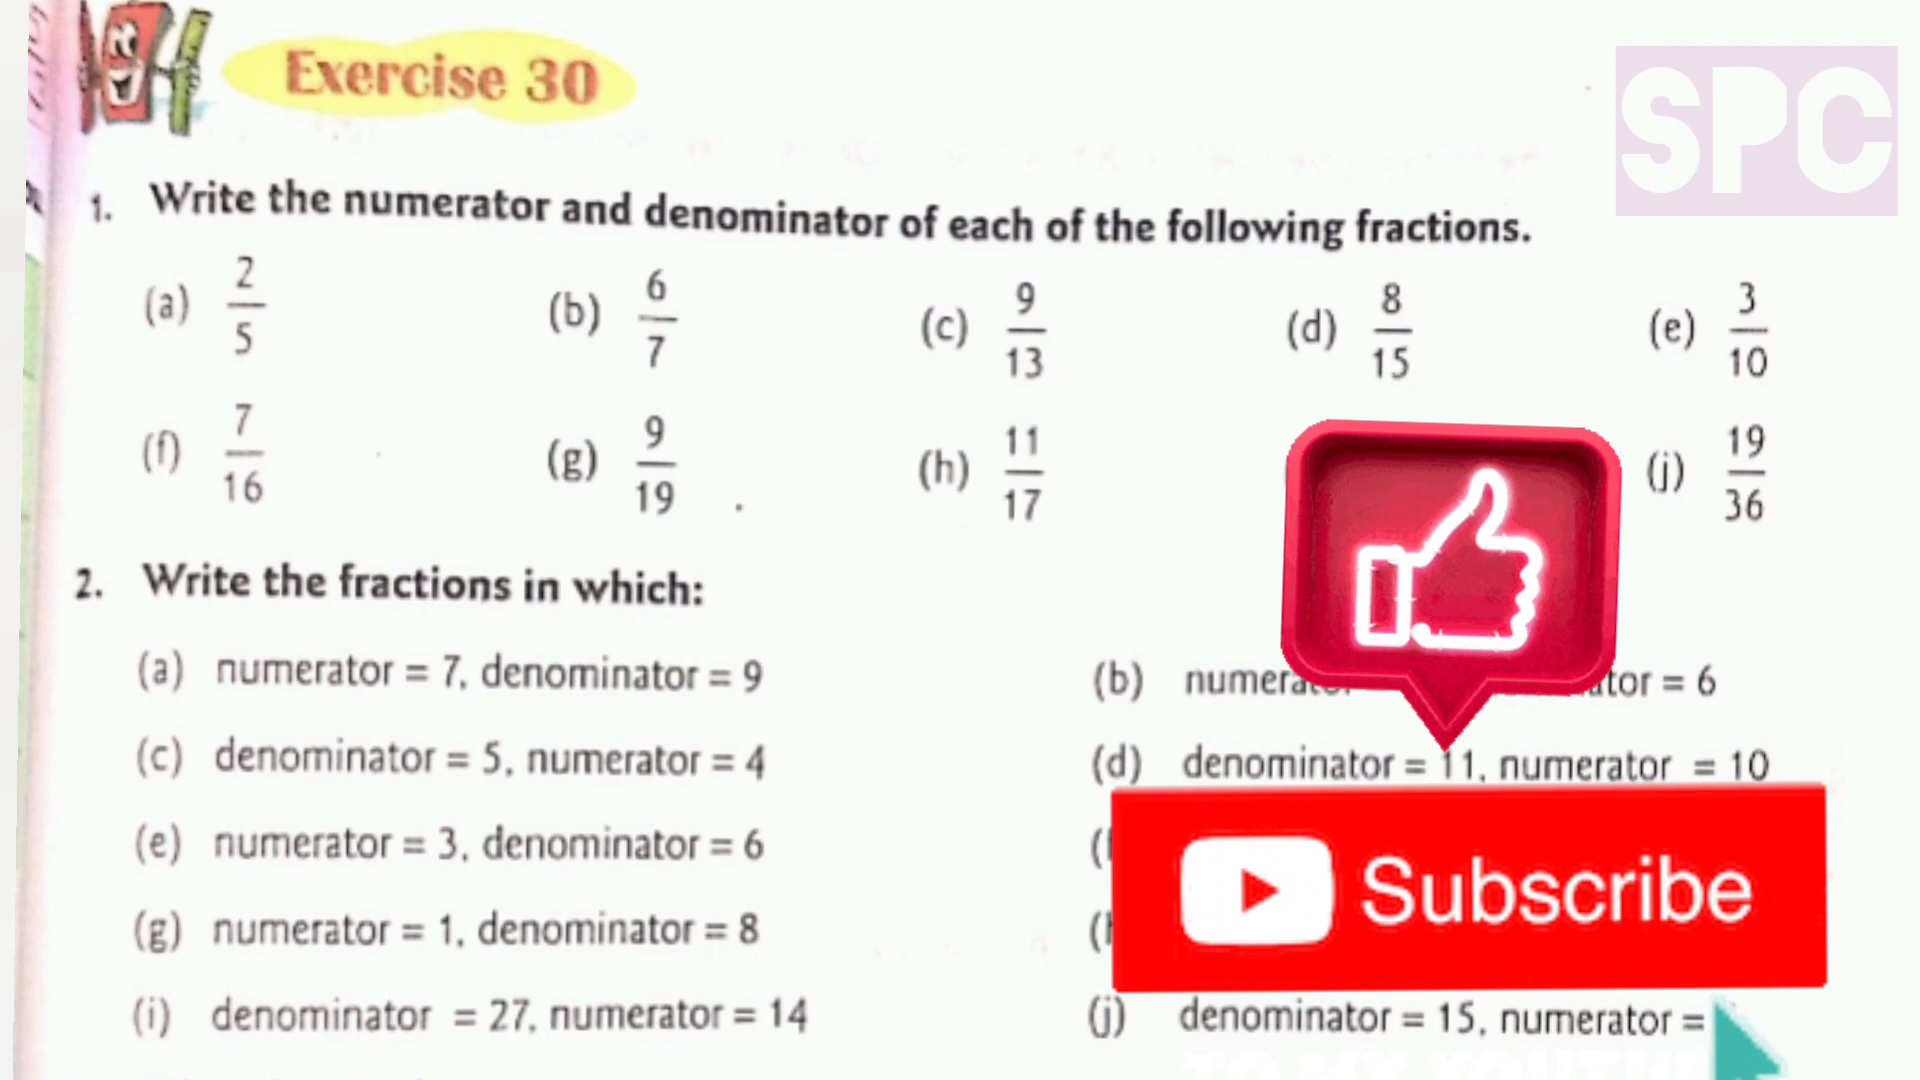 Exercise 30
SPC
1. Write the numerator and denominator of each of the following fractions.
(a) 2/5 (b) 6/7 (c) 9/13 (d) 8/15 (e) 3/10
(f) 7/16 (g) 9/19 (h) 11/17 (j) 19/36
2. Write the fractions in which:
(a) numerator = 7, denominator = 9 (b) = 6
(c) denominator = 5, numerator = 4 (d) denominator = 11, numerator = 10
(e) numerator = 3, denominator = 6
Subscribe
(g) numerator = 1, denominator = 8
(i) denominator = 27, numerator = 14 (j) denominator = 15, numerator =